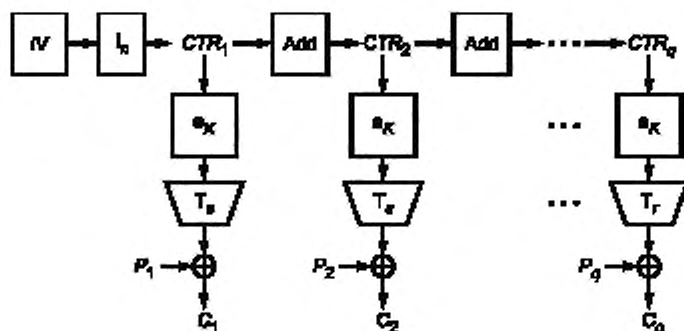 IV I_n CTR_1 Add CTR_2 Add CTR_q
e_K e_K e_K
T_s T_s T_r
P_1 P_2 P_q
C_1 C_2 C_q